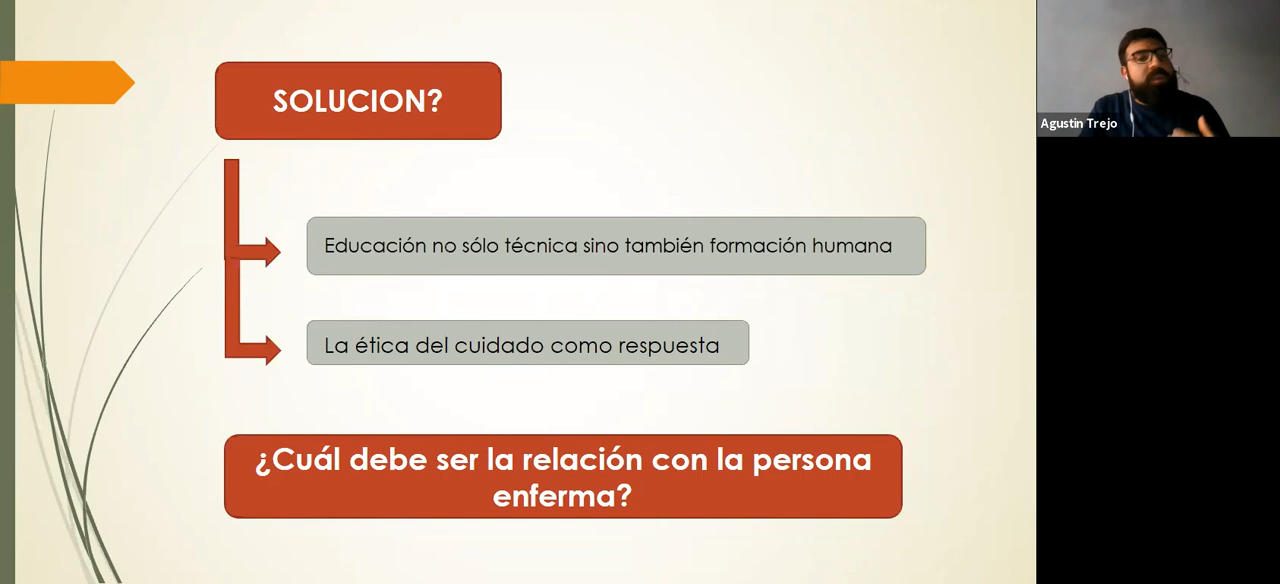 SOLUCION?
Educación no sólo técnica sino también formación humana
La ética del cuidado como respuesta
¿Cuál debe ser la relación con la persona
enferma?
Agustin Trejo